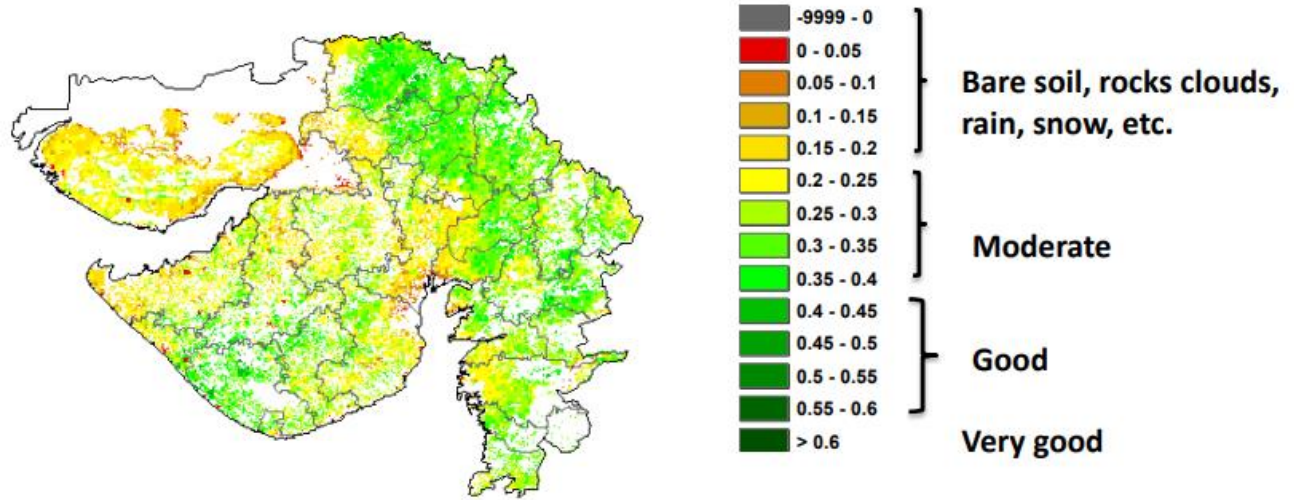 -9999 - 0
0 - 0.05
0.05 - 0.1
0.1 - 0.15
0.15 - 0.2
0.2 - 0.25
0.25 - 0.3
0.3 - 0.35
0.35 - 0.4
0.4 - 0.45
0.45 - 0.5
0.5 - 0.55
0.55 - 0.6
> 0.6
Bare soil, rocks clouds,
rain, snow, etc.
Moderate
Good
Very good